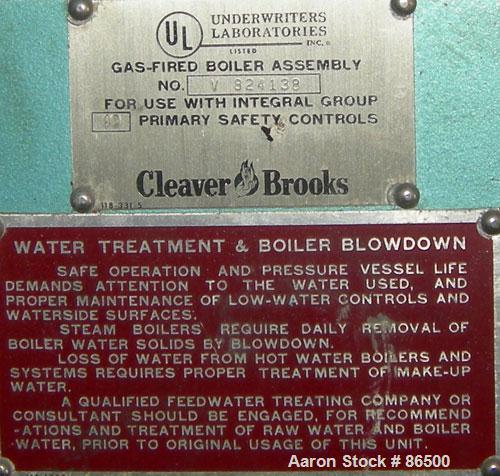 UL
UNDERWRITERS
LABORATORIES
INC.®
LISTED
GAS-FIRED BOILER ASSEMBLY
NO. V 824138
FOR USE WITH INTEGRAL GROUP
PRIMARY SAFETY CONTROLS
Cleaver Brooks
118-331-5
WATER TREATMENT & BOILER BLOWDOWN
SAFE OPERATION AND PRESSURE VESSEL LIFE
DEMANDS ATTENTION TO THE WATER USED, AND
PROPER MAINTENANCE OF LOW-WATER CONTROLS AND
WATERSIDE SURFACES.
STEAM BOILERS REQUIRE DAILY REMOVAL OF
BOILER WATER SOLIDS BY BLOWDOWN.
LOSS OF WATER FROM HOT WATER BOILERS AND
SYSTEMS REQUIRES PROPER TREATMENT OF MAKE-UP
WATER.
A QUALIFIED FEEDWATER TREATING COMPANY OR
CONSULTANT SHOULD BE ENGAGED, FOR RECOMMEND
-ATIONS AND TREATMENT OF RAW WATER AND BOILER
WATER, PRIOR TO ORIGINAL USAGE OF THIS UNIT.
Aaron Stock # 86500